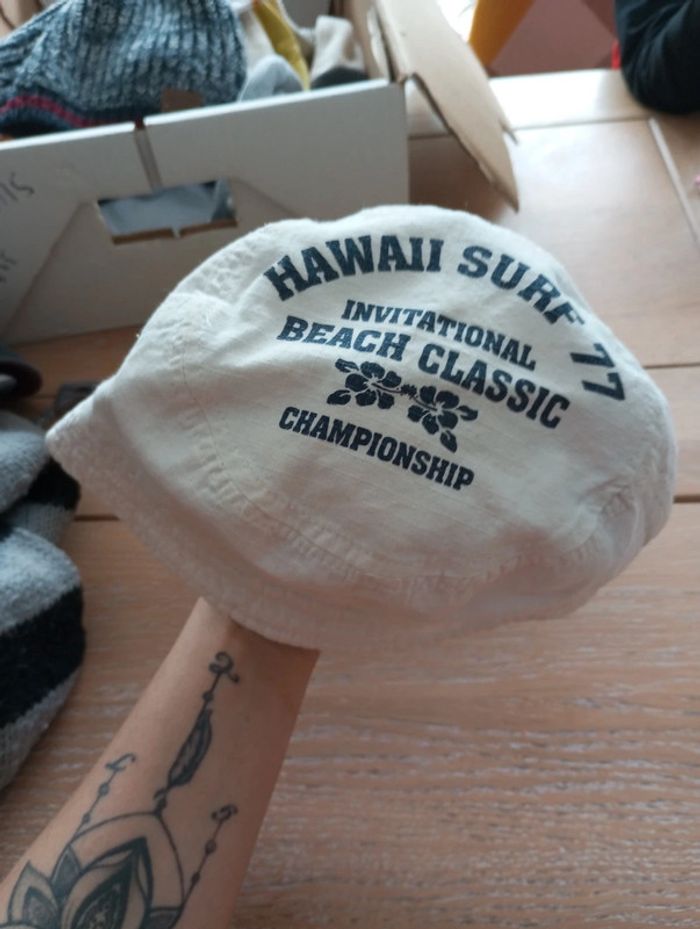 HAWAII SURF 77
INVITATIONAL
BEACH CLASSIC
CHAMPIONSHIP